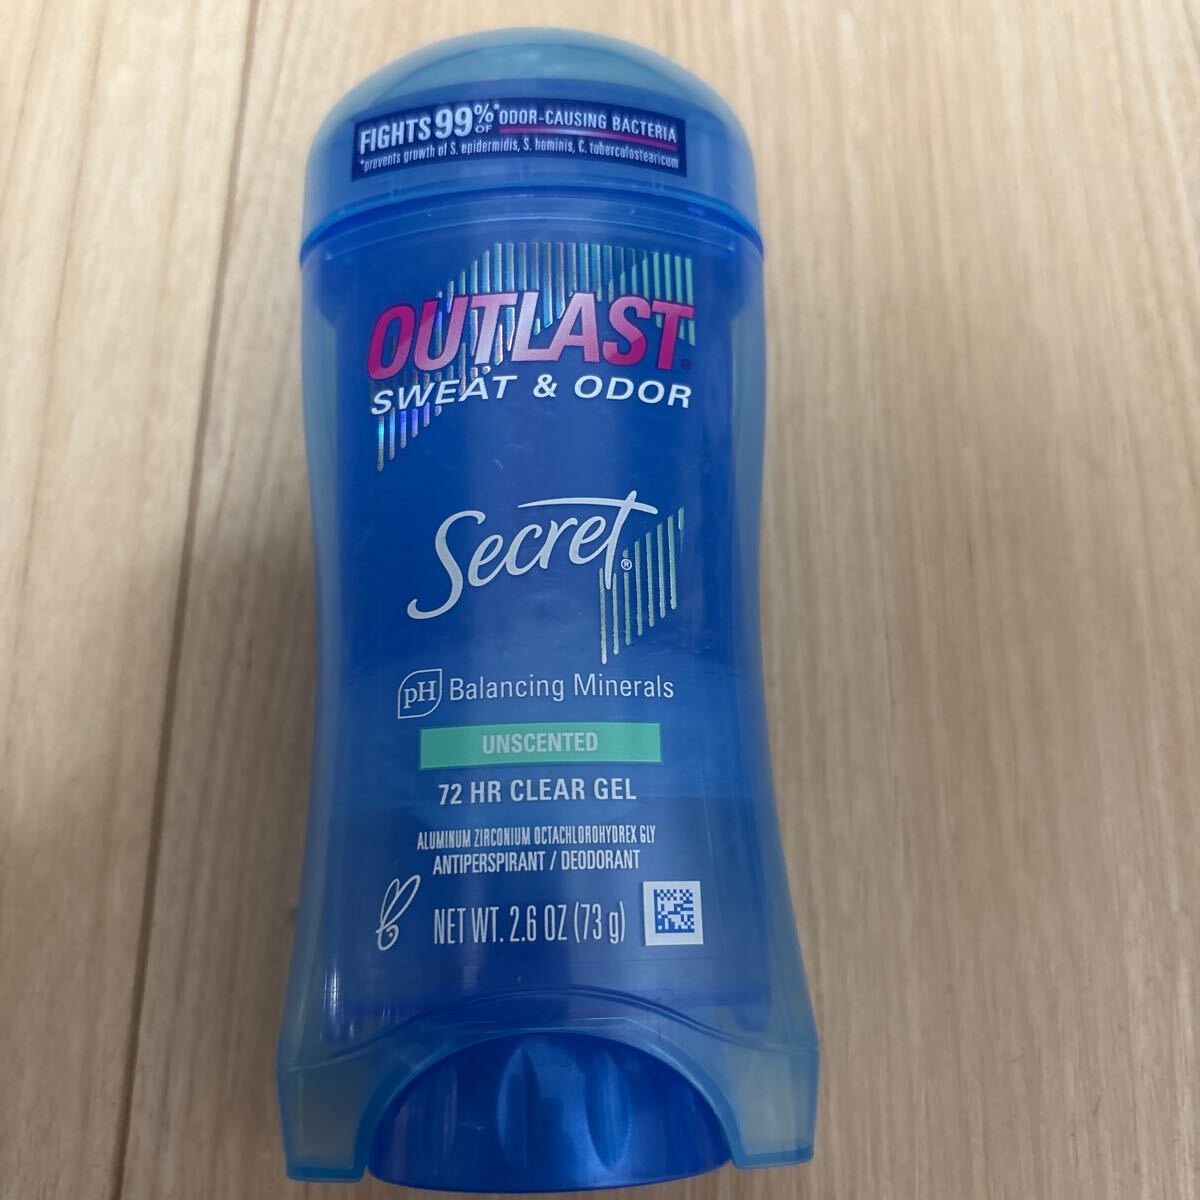 FIGHTS 99%* OF ODOR-CAUSING BACTERIA
*prevents growth of S. epidermidis, S. hominis, C. tuberculostearicum
OUTLAST®
SWEAT & ODOR
Secret®
pH Balancing Minerals
UNSCENTED
72 HR CLEAR GEL
ALUMINUM ZIRCONIUM OCTACHLOROHYDREX GLY
ANTIPERSPIRANT / DEODORANT
NET WT. 2.6 OZ (73 g)